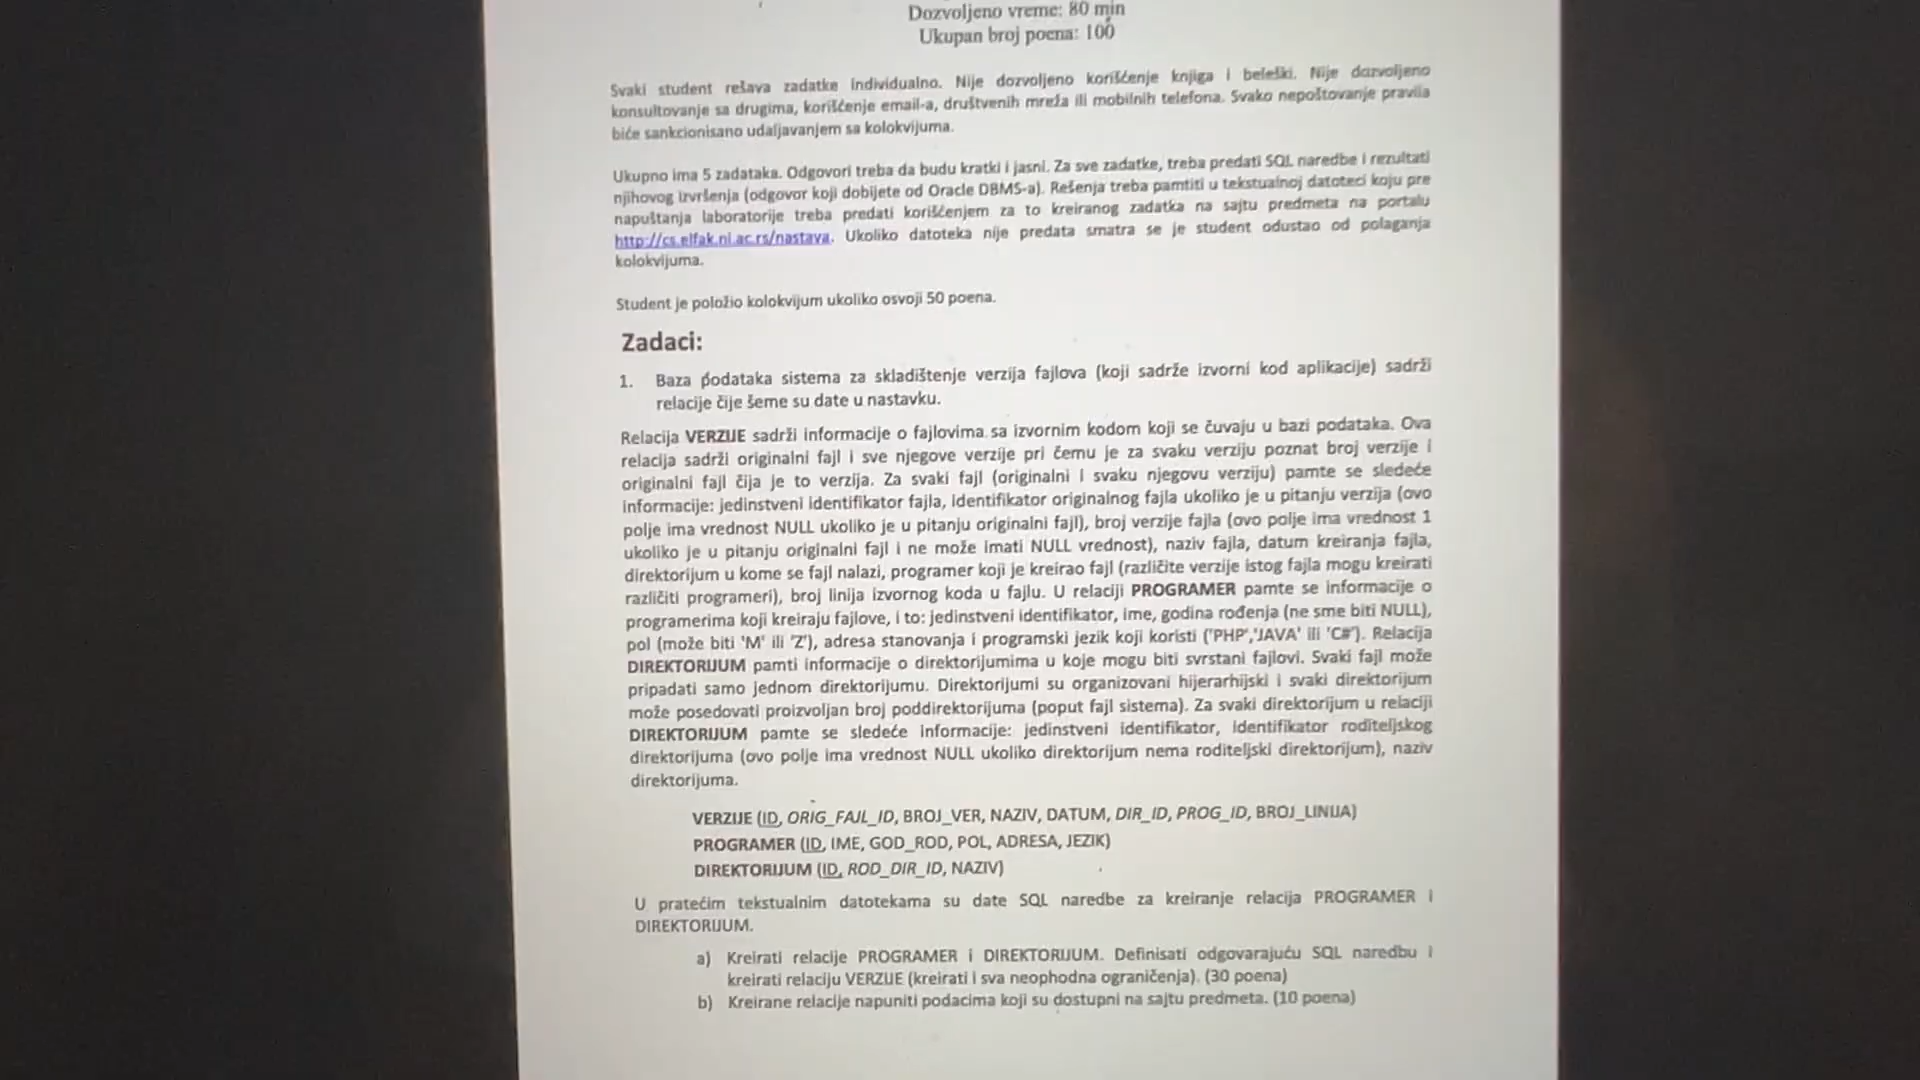 Dozvoljeno vreme: 80 min
Ukupan broj poena: 100
Svaki student rešava zadatke individualno. Nije dozvoljeno korišćenje knjiga i beleški. Nije dozvoljeno
konsultovanje sa drugima, korišćenje email-a, društvenih mreža ili mobilnih telefona. Svako nepoštovanje pravila
biće sankcionisano udaljavanjem sa kolokvijuma.
Ukupno ima 5 zadataka. Odgovori treba da budu kratki i jasni. Za sve zadatke, treba predati SQL naredbe i rezultati
njihovog izvršenja (odgovor koji dobijete od Oracle DBMS-a). Rešenja treba pamtiti u tekstualnoj datoteci koju pre
napuštanja laboratorije treba predati korišćenjem za to kreiranog zadatka na sajtu predmeta na portalu
http://cs.elfak.ni.ac.rs/nastava. Ukoliko datoteka nije predata smatra se je student odustao od polaganja
kolokvijuma.
Student je položio kolokvijum ukoliko osvoji 50 poena.
Zadaci:
1. Baza podataka sistema za skladištenje verzija fajlova (koji sadrže izvorni kod aplikacije) sadrži
relacije čije šeme su date u nastavku.
Relacija VERZIJE sadrži informacije o fajlovima sa izvornim kodom koji se čuvaju u bazi podataka. Ova
relacija sadrži originalni fajl i sve njegove verzije pri čemu je za svaku verziju poznat broj verzije i
originalni fajl čija je to verzija. Za svaki fajl (originalni i svaku njegovu verziju) pamte se sledeće
informacije: jedinstveni identifikator fajla, identifikator originalnog fajla ukoliko je u pitanju verzija (ovo
polje ima vrednost NULL ukoliko je u pitanju originalni fajl), broj verzije fajla (ovo polje ima vrednost 1
ukoliko je u pitanju originalni fajl i ne može imati NULL vrednost), naziv fajla, datum kreiranja fajla,
direktorijum u kome se fajl nalazi, programer koji je kreirao fajl (različite verzije istog fajla mogu kreirati
različiti programeri), broj linija izvornog koda u fajlu. U relaciji PROGRAMER pamte se informacije o
programerima koji kreiraju fajlove, i to: jedinstveni identifikator, ime, godina rođenja (ne sme biti NULL),
pol (može biti 'M' ili 'Z'), adresa stanovanja i programski jezik koji koristi ('PHP','JAVA' ili 'C#'). Relacija
DIREKTORIJUM pamti informacije o direktorijumima u koje mogu biti svrstani fajlovi. Svaki fajl može
pripadati samo jednom direktorijumu. Direktorijumi su organizovani hijerarhijski i svaki direktorijum
može posedovati proizvoljan broj poddirektorijuma (poput fajl sistema). Za svaki direktorijum u relaciji
DIREKTORIJUM pamte se sledeće informacije: jedinstveni identifikator, identifikator roditeljskog
direktorijuma (ovo polje ima vrednost NULL ukoliko direktorijum nema roditeljski direktorijum), naziv
direktorijuma.
VERZIJE (ID, ORIG_FAJL_ID, BROJ_VER, NAZIV, DATUM, DIR_ID, PROG_ID, BROJ_LINIJA)
PROGRAMER (ID, IME, GOD_ROD, POL, ADRESA, JEZIK)
DIREKTORIJUM (ID, ROD_DIR_ID, NAZIV)
U pratećim tekstualnim datotekama su date SQL naredbe za kreiranje relacija PROGRAMER i
DIREKTORIJUM.
a) Kreirati relacije PROGRAMER i DIREKTORIJUM. Definisati odgovarajuću SQL naredbu i
kreirati relaciju VERZIJE (kreirati i sva neophodna ograničenja). (30 poena)
b) Kreirane relacije napuniti podacima koji su dostupni na sajtu predmeta. (10 poena)